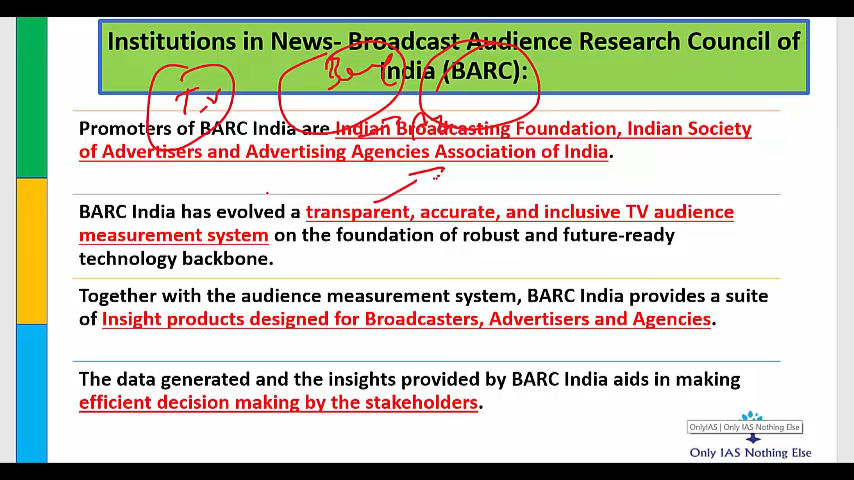 Institutions in News- Broadcast Audience Research Council of
India (BARC):
T.V
Barc
Promoters of BARC India are Indian Broadcasting Foundation, Indian Society
of Advertisers and Advertising Agencies Association of India.
BARC India has evolved a transparent, accurate, and inclusive TV audience
measurement system on the foundation of robust and future-ready
technology backbone.
Together with the audience measurement system, BARC India provides a suite
of Insight products designed for Broadcasters, Advertisers and Agencies.
The data generated and the insights provided by BARC India aids in making
efficient decision making by the stakeholders.
OnlyIAS | Only IAS Nothing Else
Only IAS Nothing Else